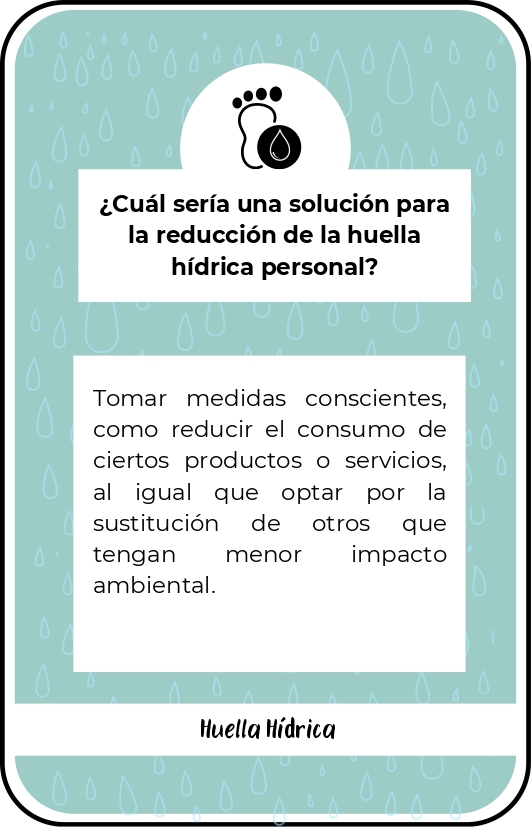 ¿Cuál sería una solución para
la reducción de la huella
hídrica personal?
Tomar medidas conscientes,
como reducir el consumo de
ciertos productos o servicios,
al igual que optar por la
sustitución de otros que
tengan menor impacto
ambiental.
Huella Hídrica